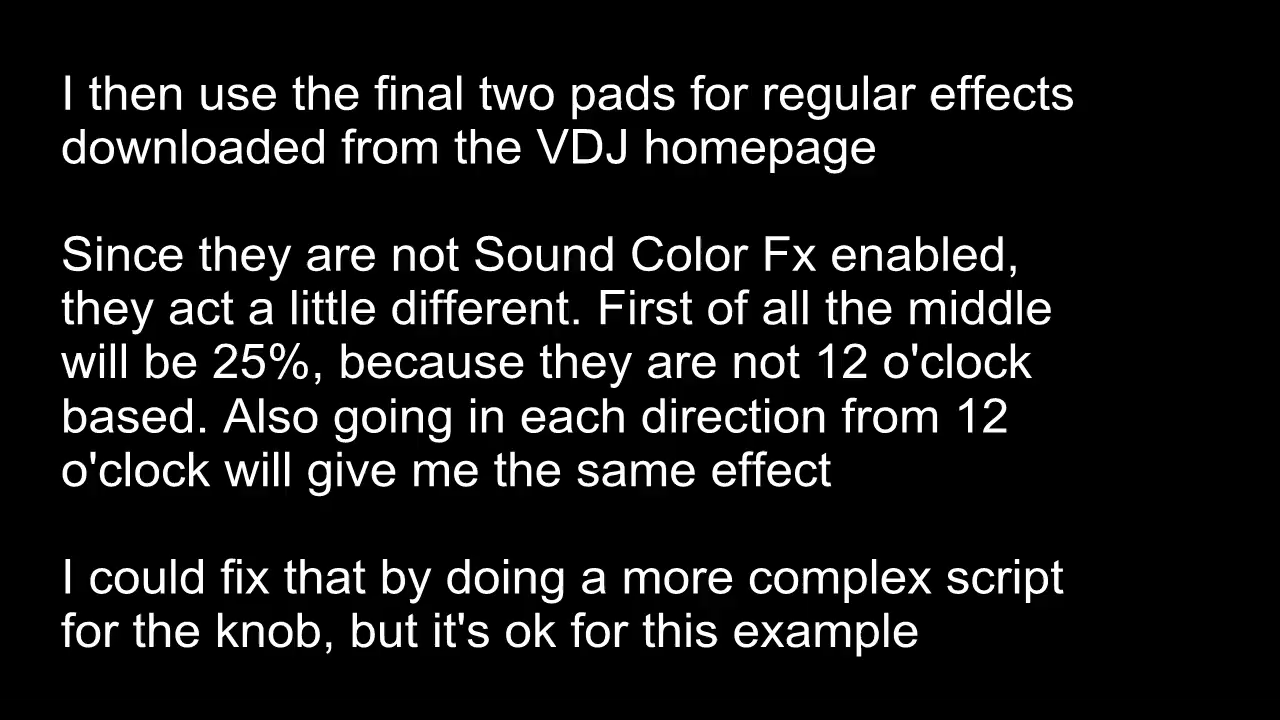 I then use the final two pads for regular effects
downloaded from the VDJ homepage
Since they are not Sound Color Fx enabled,
they act a little different. First of all the middle
will be 25%, because they are not 12 o'clock
based. Also going in each direction from 12
o'clock will give me the same effect
I could fix that by doing a more complex script
for the knob, but it's ok for this example